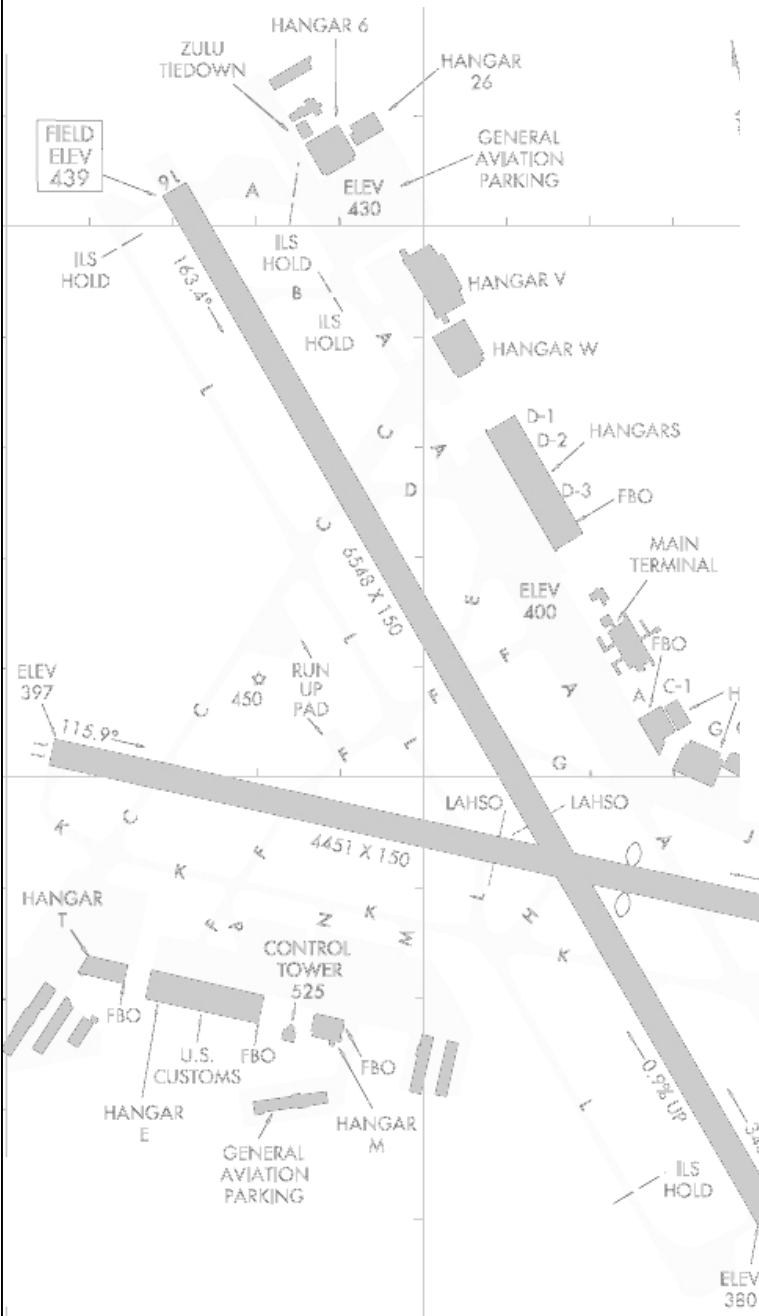 HANGAR 6
ZULU
TIEDOWN
HANGAR
26
FIELD
ELEV
439
16
A
GENERAL
AVIATION
PARKING
ELEV
430
ILS
HOLD
ILS
HOLD
B
163.4°
ILS
HOLD
HANGAR V
A
HANGAR W
L
D-1
D-2
HANGARS
C
A
D
D-3
FBO
C
6548 X 150
MAIN
TERMINAL
E
ELEV
400
L
F
FBO
ELEV
397
450
RUN
UP
PAD
A
F
A
C-1
H
C
115.9°
11
F
L
G
G
LAHSO
LAHSO
K
C
4451 X 150
A
J
K
F
HANGAR
T
L
H
F
P
N
K
M
K
CONTROL
TOWER
525
FBO
U.S.
CUSTOMS
FBO
FBO
0.9% UP
HANGAR
E
HANGAR
M
L
GENERAL
AVIATION
PARKING
ILS
HOLD
ELEV
380